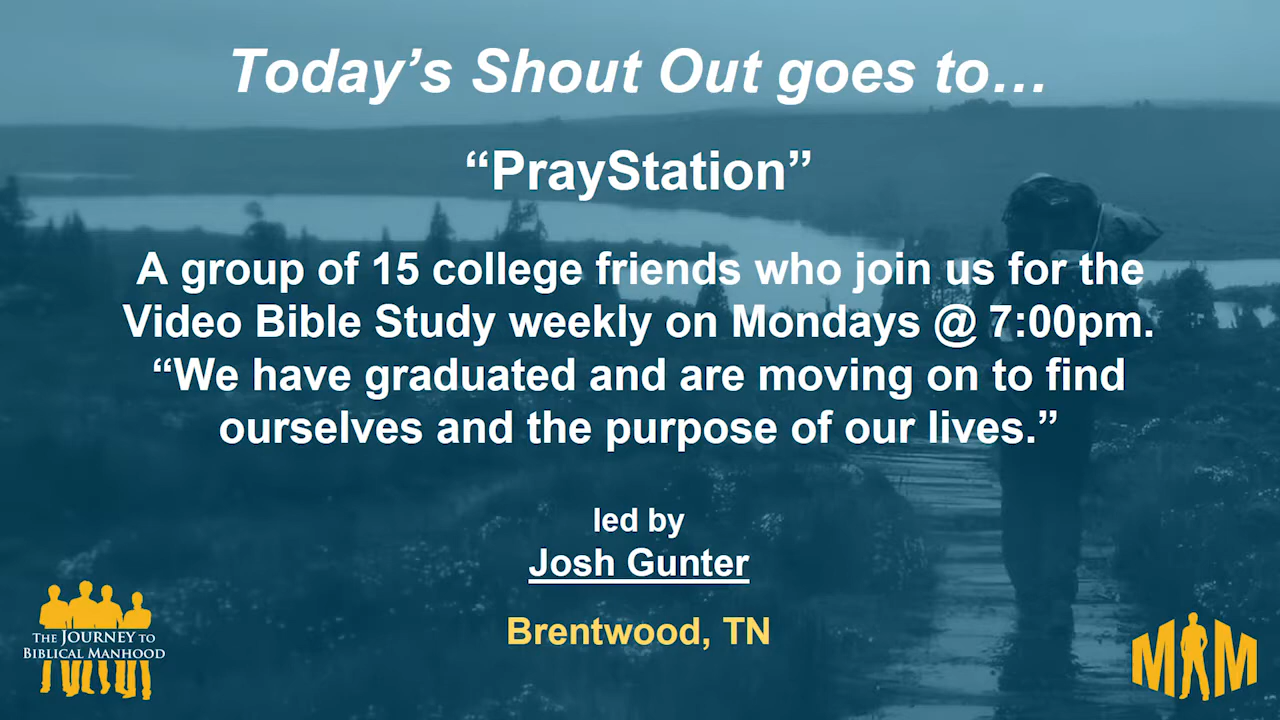 Today’s Shout Out goes to…
“PrayStation”
A group of 15 college friends who join us for the
Video Bible Study weekly on Mondays @ 7:00pm.
“We have graduated and are moving on to find
ourselves and the purpose of our lives.”
led by
Josh Gunter
Brentwood, TN
The Journey to
Biblical Manhood
MIM